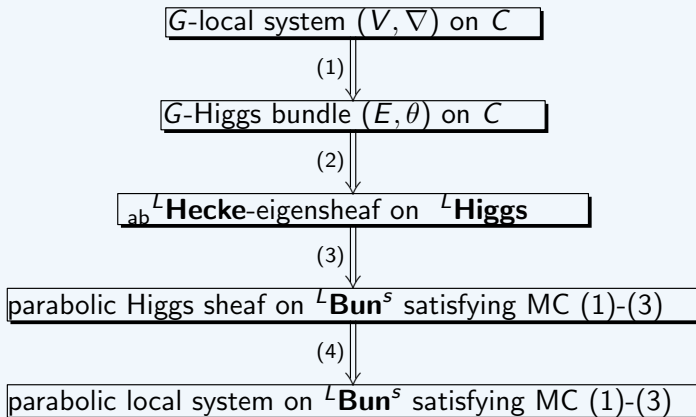 G-local system (V, ∇) on C
(1)
G-Higgs bundle (E, θ) on C
(2)
ab ᴸHecke-eigensheaf on ᴸHiggs
(3)
parabolic Higgs sheaf on ᴸBunˢ satisfying MC (1)-(3)
(4)
parabolic local system on ᴸBunˢ satisfying MC (1)-(3)